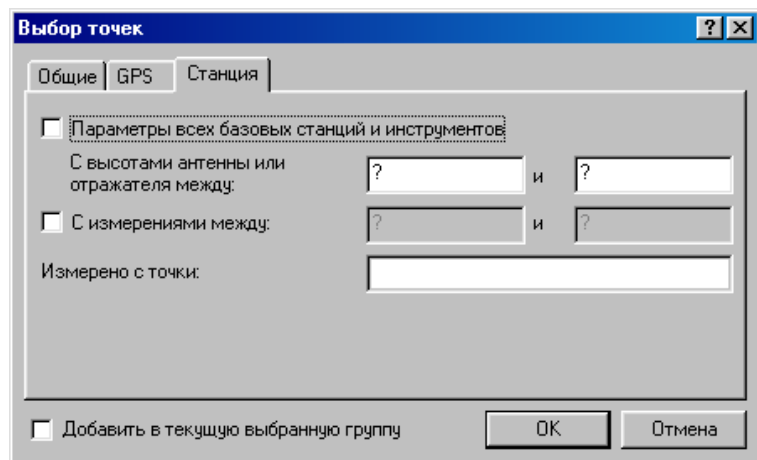 Выбор точек
Общие GPS Станция
Параметры всех базовых станций и инструментов
С высотами антенны или
отражателя между:
? и ?
С измерениями между: ? и ?
Измерено с точки:
Добавить в текущую выбранную группу OK Отмена